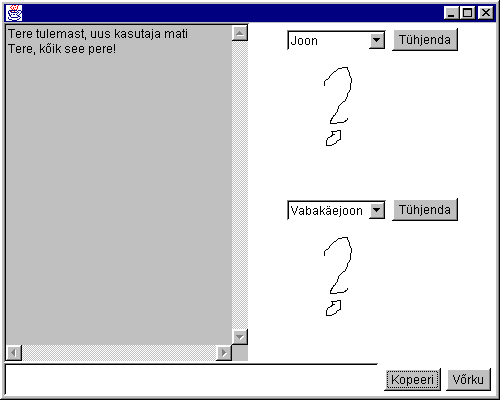 Tere tulemast, uus kasutaja mati
Tere, kõik see pere!
Joon
Tühjenda
?
Vabakäejoon
Tühjenda
?
Kopeeri
Võrku